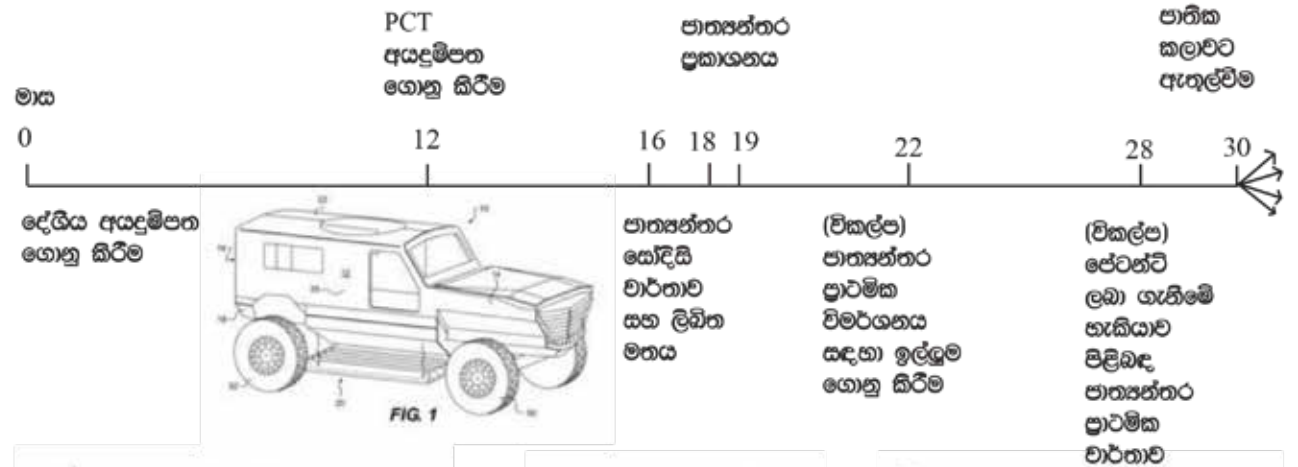 PCT
අයදුම්පත
ගොනු කිරීම
පාත්‍යන්තර
ප්‍රකාශනය
පාතික
කලාවට
ඇතුල්වීම
මාස
0
12
16
18
19
22
28
30
දේශීය අයදුම්පත
ගොනු කිරීම
FIG. 1
පාත්‍යන්තර
සෝදිසි
වාර්තාව
සහ ලිඛිත
මතය
(විකල්ප)
පාත්‍යන්තර
ප්‍රාථමික
විමර්ශනය
සඳහා ඉල්ලුම
ගොනු කිරීම
(විකල්ප)
පේටන්ට්
ලබා ගැනීමේ
හැකියාව
පිළිබඳ
පාත්‍යන්තර
ප්‍රාථමික
වාර්තාව